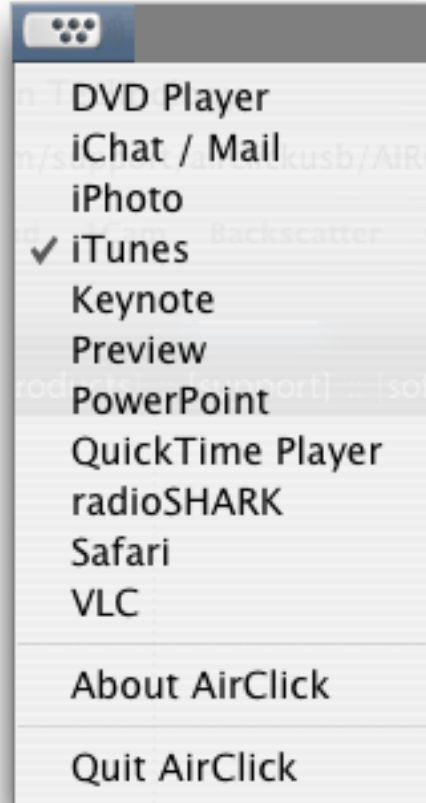 DVD Player
iChat / Mail
iPhoto
iTunes
Keynote
Preview
PowerPoint
QuickTime Player
radioSHARK
Safari
VLC
About AirClick
Quit AirClick